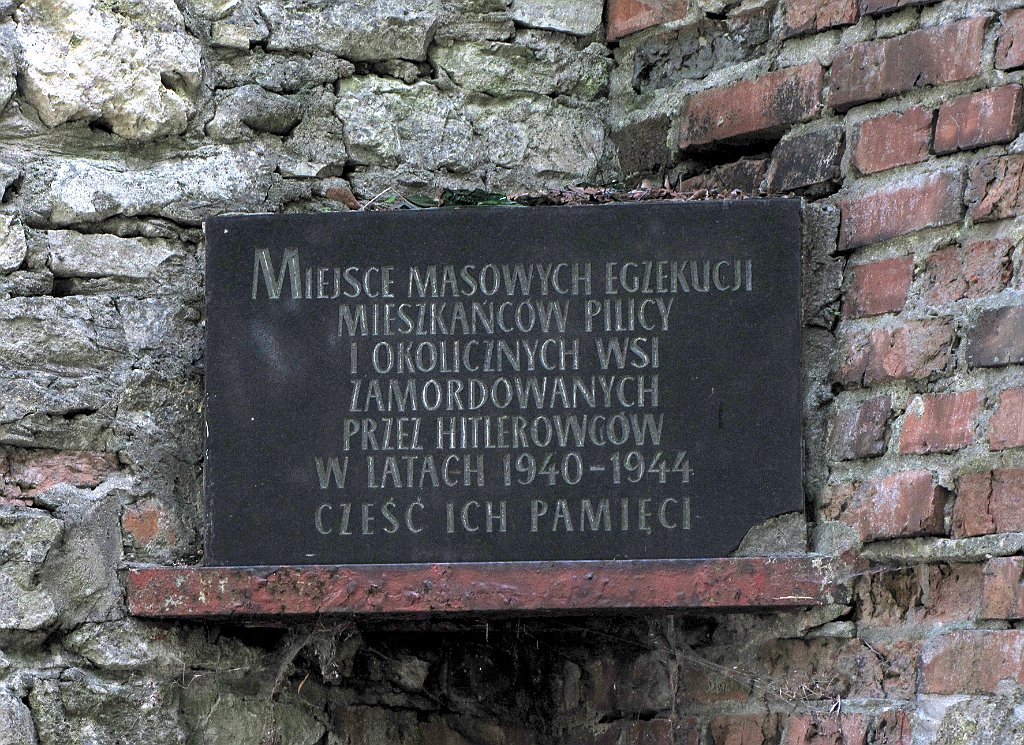 MIEJSCE MASOWYCH EGZEKUCJI
MIESZKAŃCÓW PILICY
I OKOLICZNYCH WSI
ZAMORDOWANYCH
PRZEZ HITLEROWCÓW
W LATACH 1940-1944
CZEŚĆ ICH PAMIĘCI